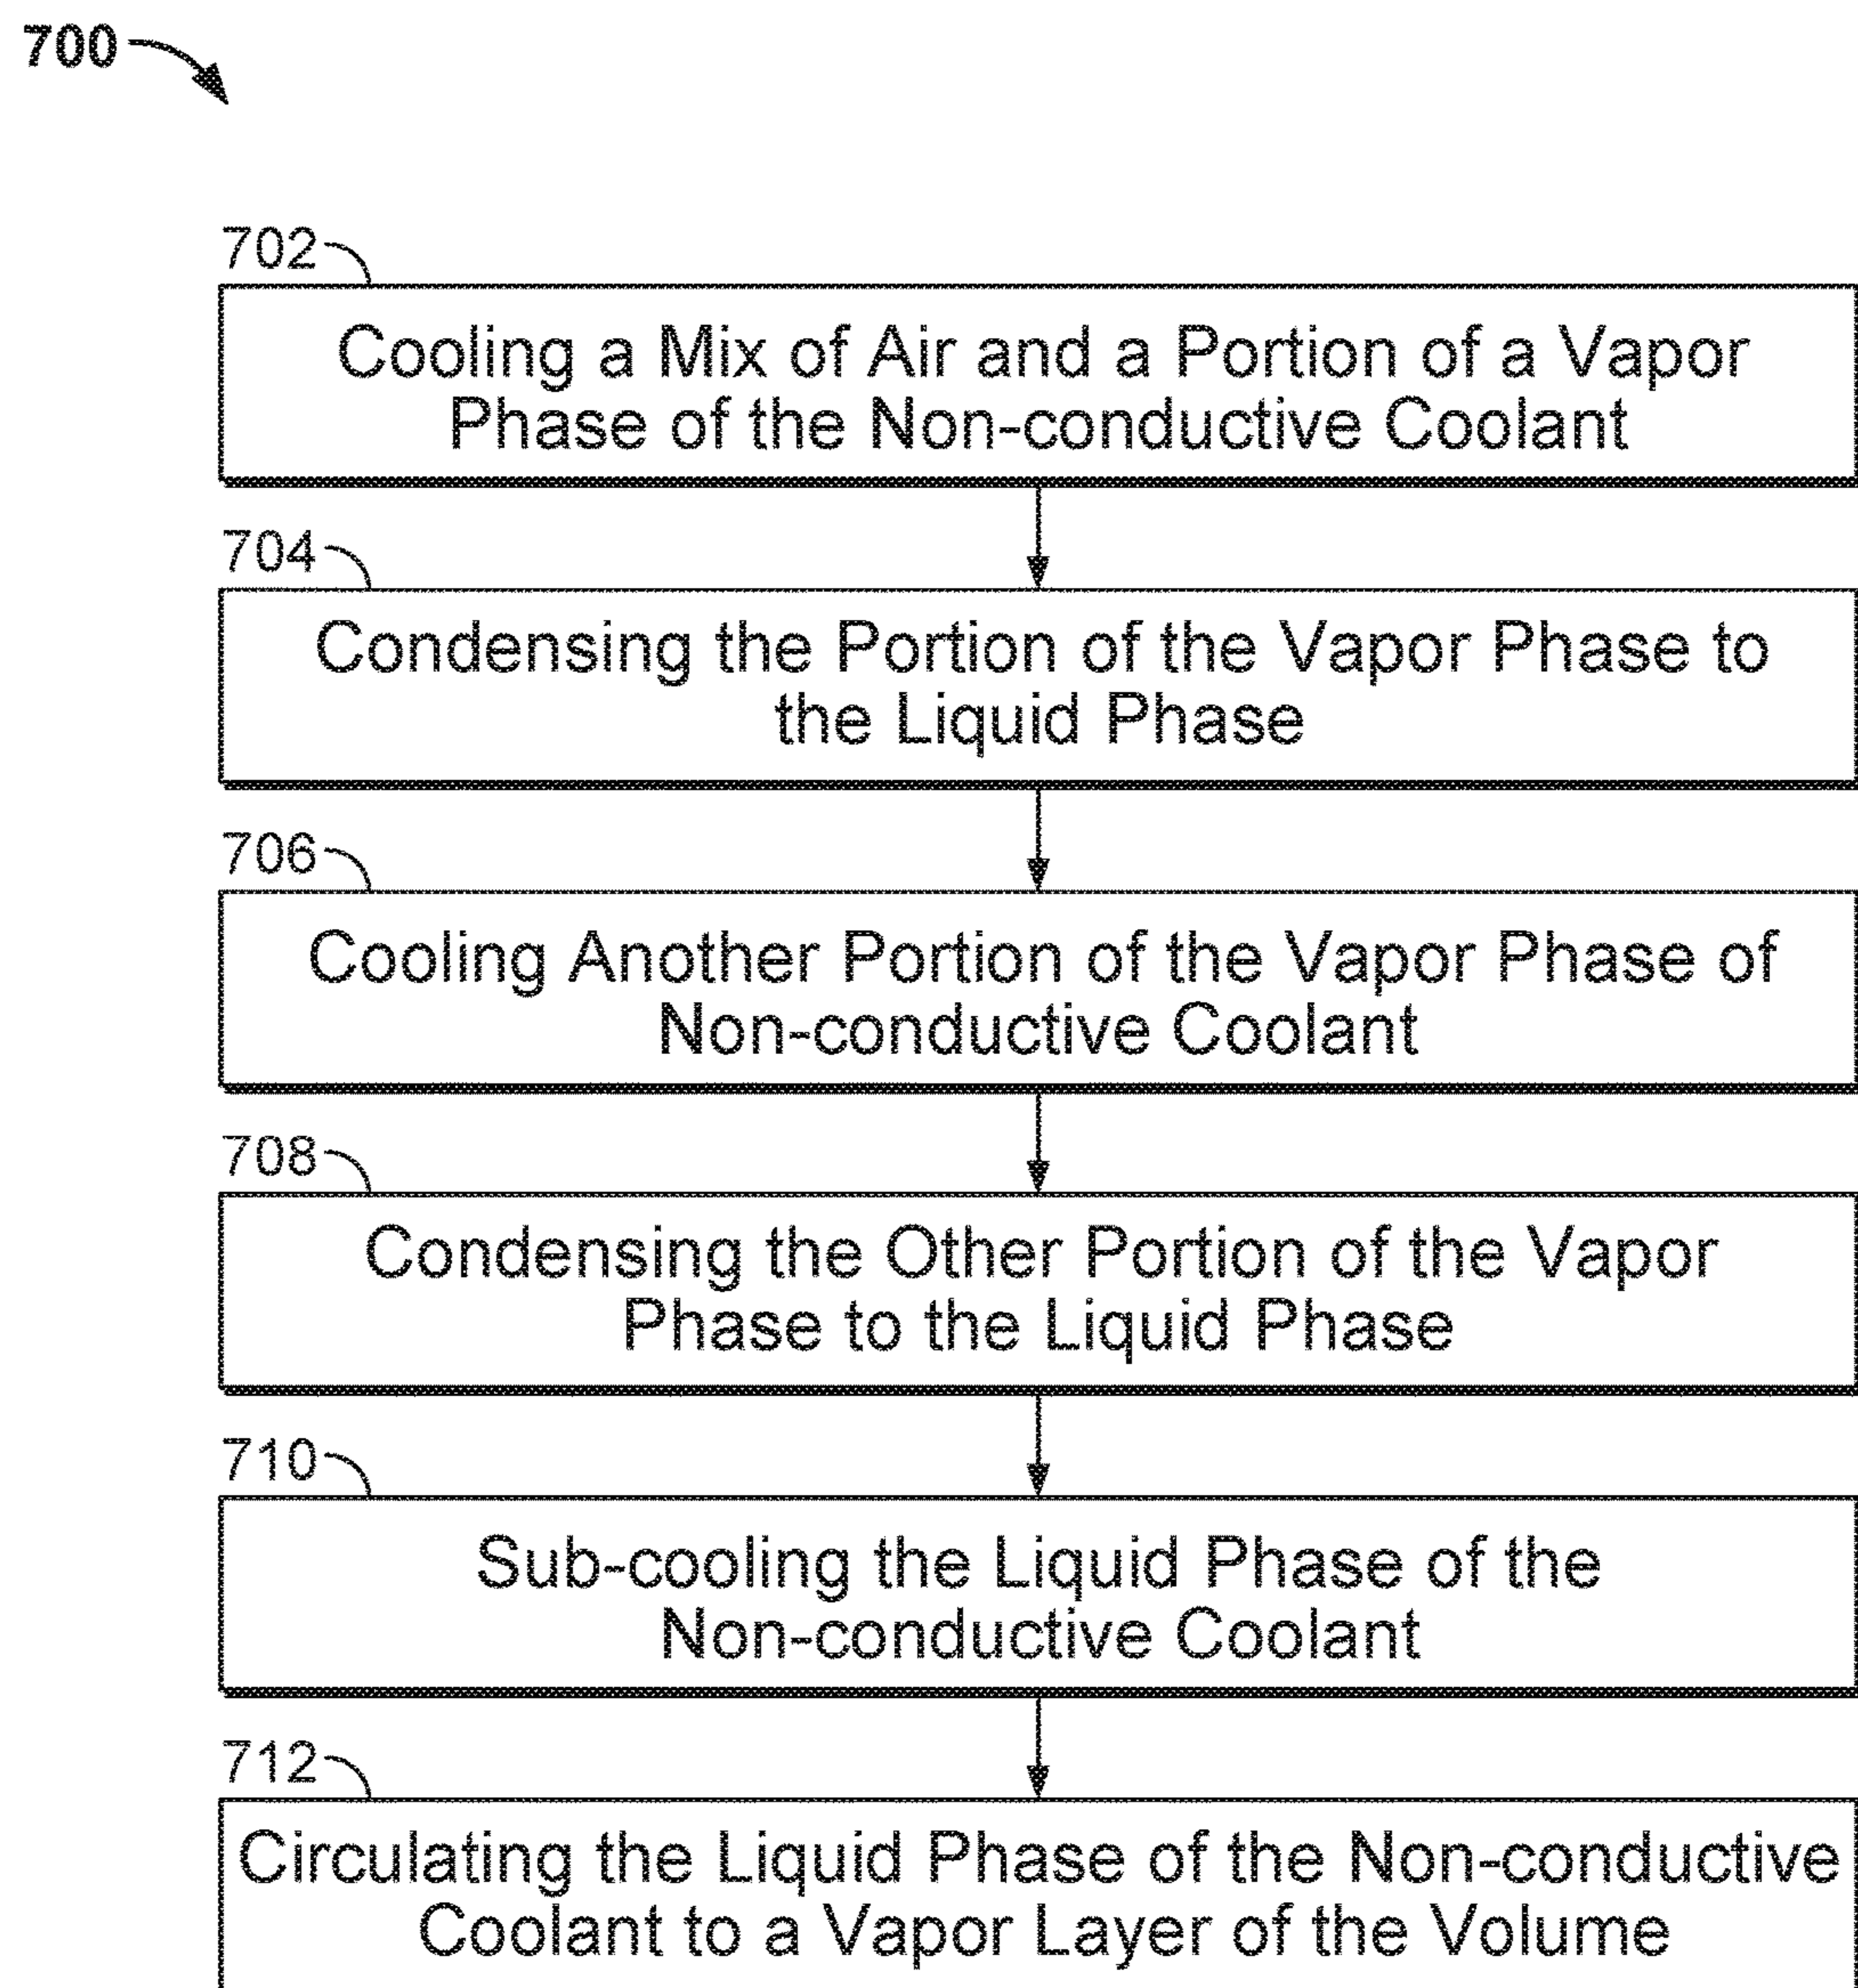 700
702
Cooling a Mix of Air and a Portion of a Vapor
Phase of the Non-conductive Coolant
704
Condensing the Portion of the Vapor Phase to
the Liquid Phase
706
Cooling Another Portion of the Vapor Phase of
Non-conductive Coolant
708
Condensing the Other Portion of the Vapor
Phase to the Liquid Phase
710
Sub-cooling the Liquid Phase of the
Non-conductive Coolant
712
Circulating the Liquid Phase of the Non-conductive
Coolant to a Vapor Layer of the Volume